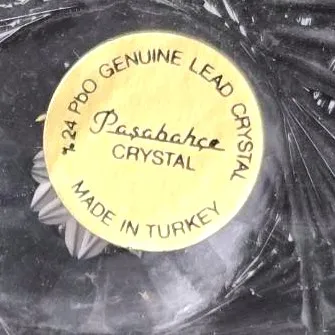 %24 PbO GENUINE LEAD CRYSTAL
Paşabahçe
CRYSTAL
MADE IN TURKEY